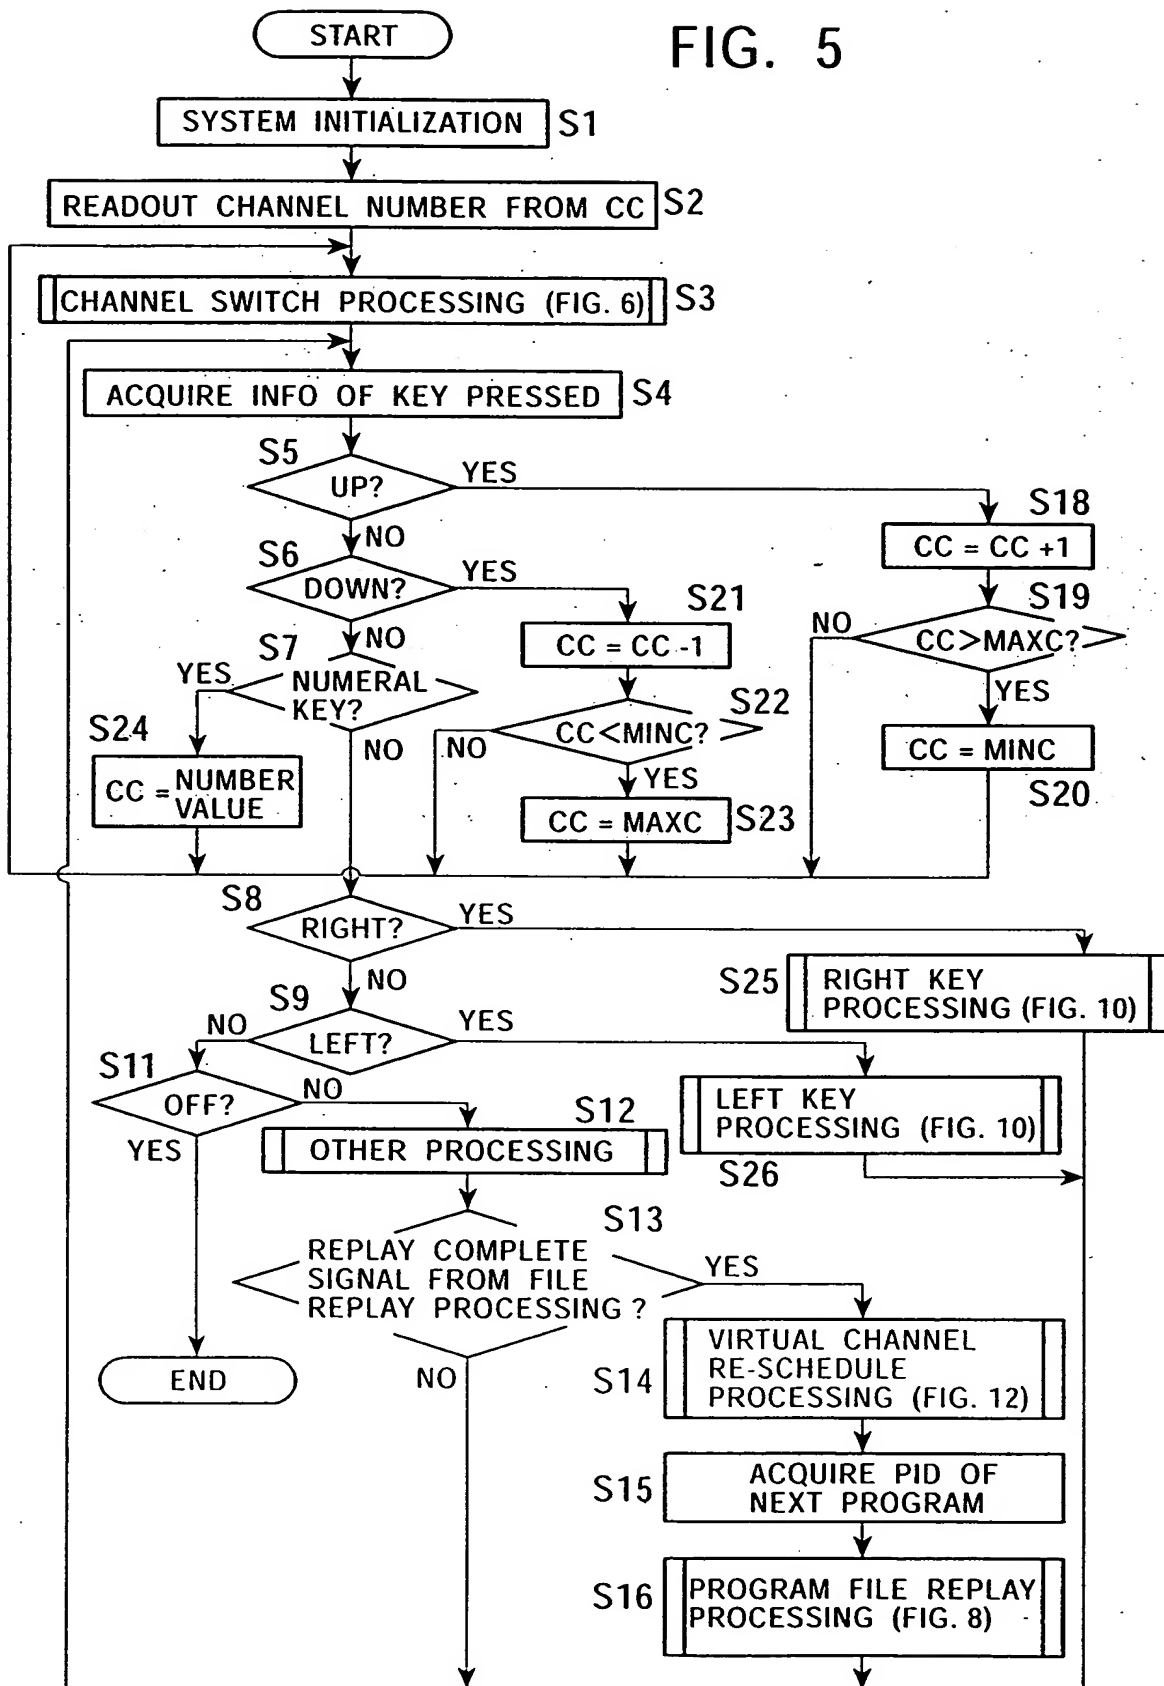 START
FIG. 5
SYSTEM INITIALIZATION
S1
READOUT CHANNEL NUMBER FROM CC
S2
CHANNEL SWITCH PROCESSING (FIG. 6)
S3
ACQUIRE INFO OF KEY PRESSED
S4
S5
UP?
YES
NO
S18
CC = CC +1
S6
DOWN?
YES
NO
S21
CC = CC -1
S19
CC>MAXC?
NO
YES
S7
NUMERAL
KEY?
YES
NO
S22
CC<MINC?
NO
YES
S24
CC = NUMBER
VALUE
CC = MAXC
S23
CC = MINC
S20
S8
RIGHT?
YES
NO
S25
RIGHT KEY
PROCESSING (FIG. 10)
S9
LEFT?
NO
YES
S11
OFF?
NO
YES
LEFT KEY
PROCESSING (FIG. 10)
S26
S12
OTHER PROCESSING
S13
REPLAY COMPLETE
SIGNAL FROM FILE
REPLAY PROCESSING ?
YES
NO
END
S14
VIRTUAL CHANNEL
RE-SCHEDULE
PROCESSING (FIG. 12)
S15
ACQUIRE PID OF
NEXT PROGRAM
S16
PROGRAM FILE REPLAY
PROCESSING (FIG. 8)